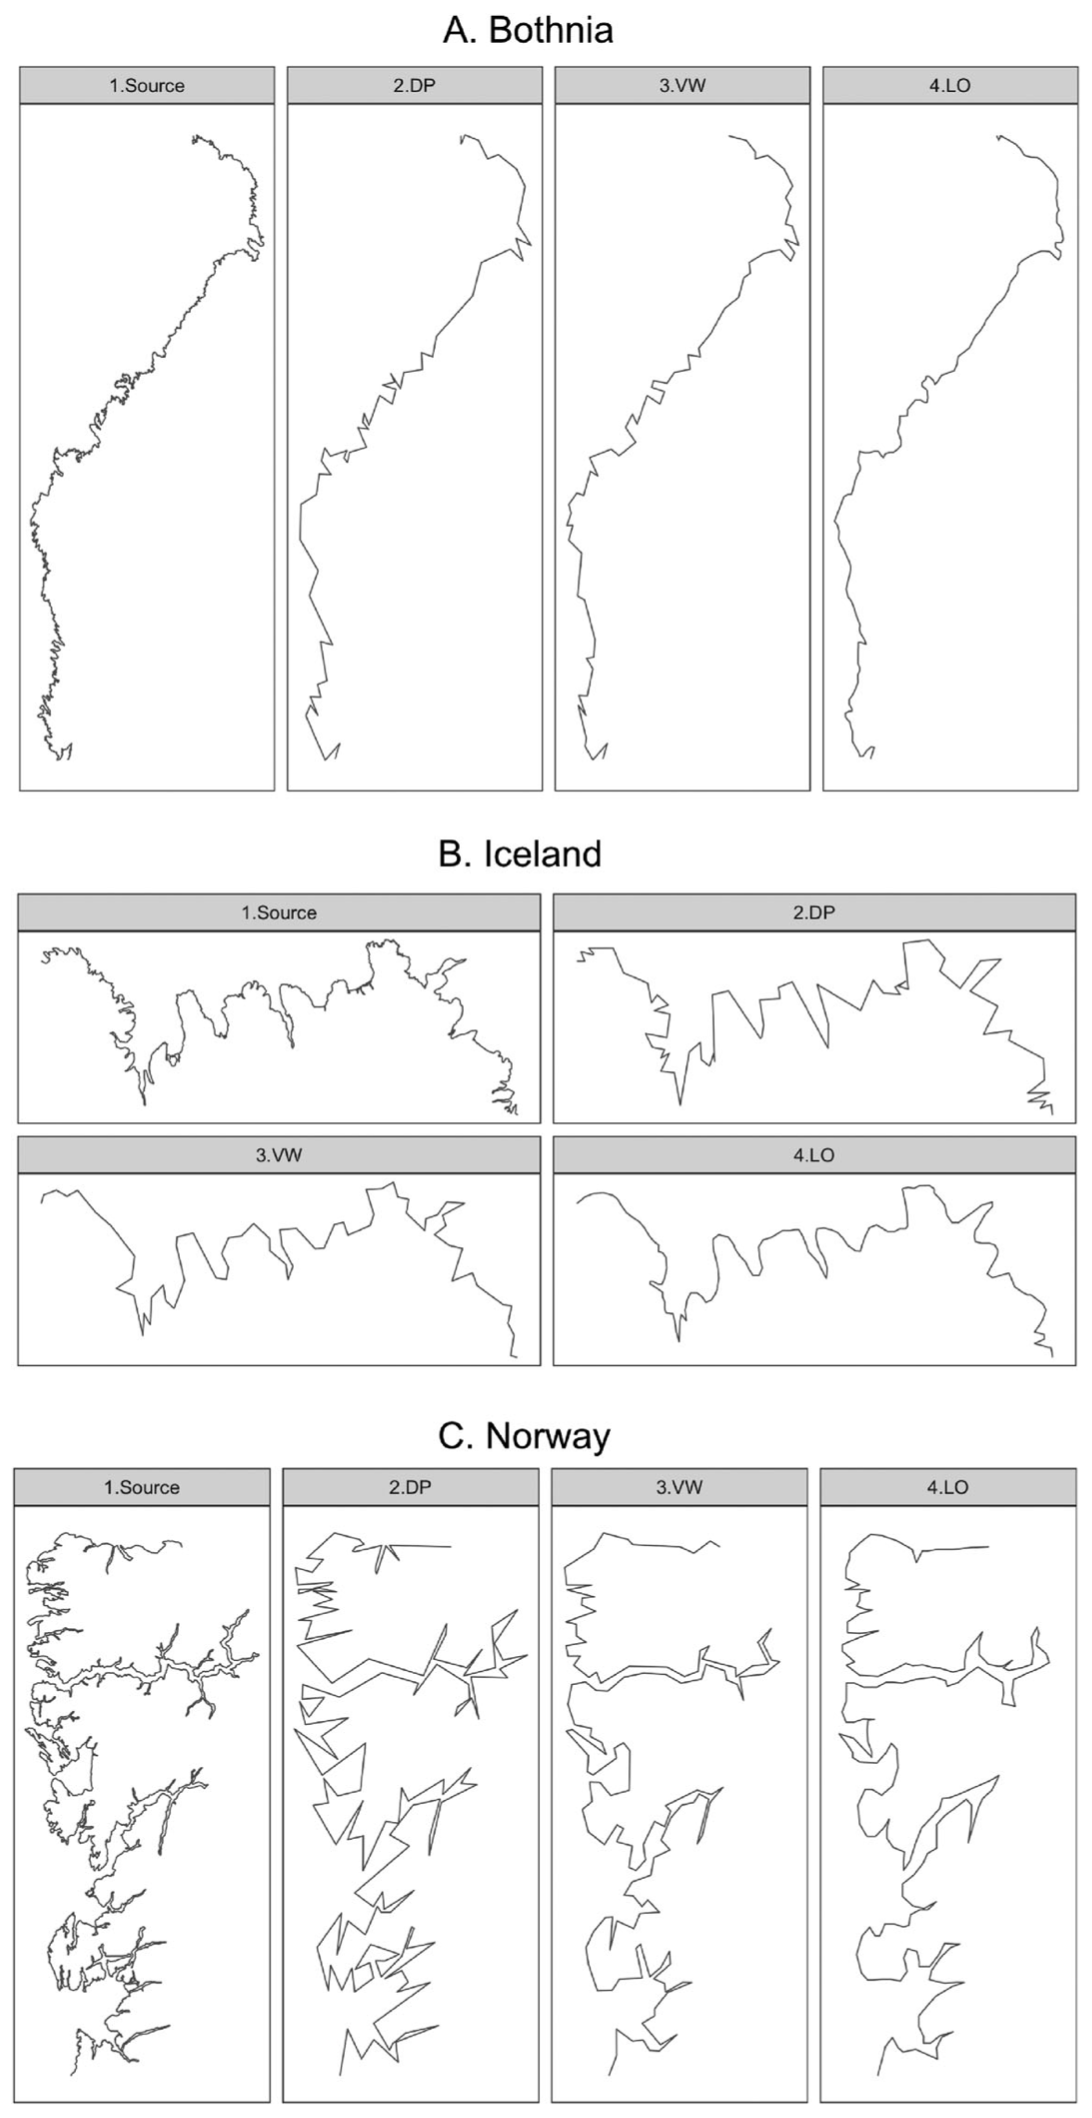 A. Bothnia
1.Source
2.DP
3.VW
4.LO
B. Iceland
1.Source
2.DP
3.VW
4.LO
C. Norway
1.Source
2.DP
3.VW
4.LO